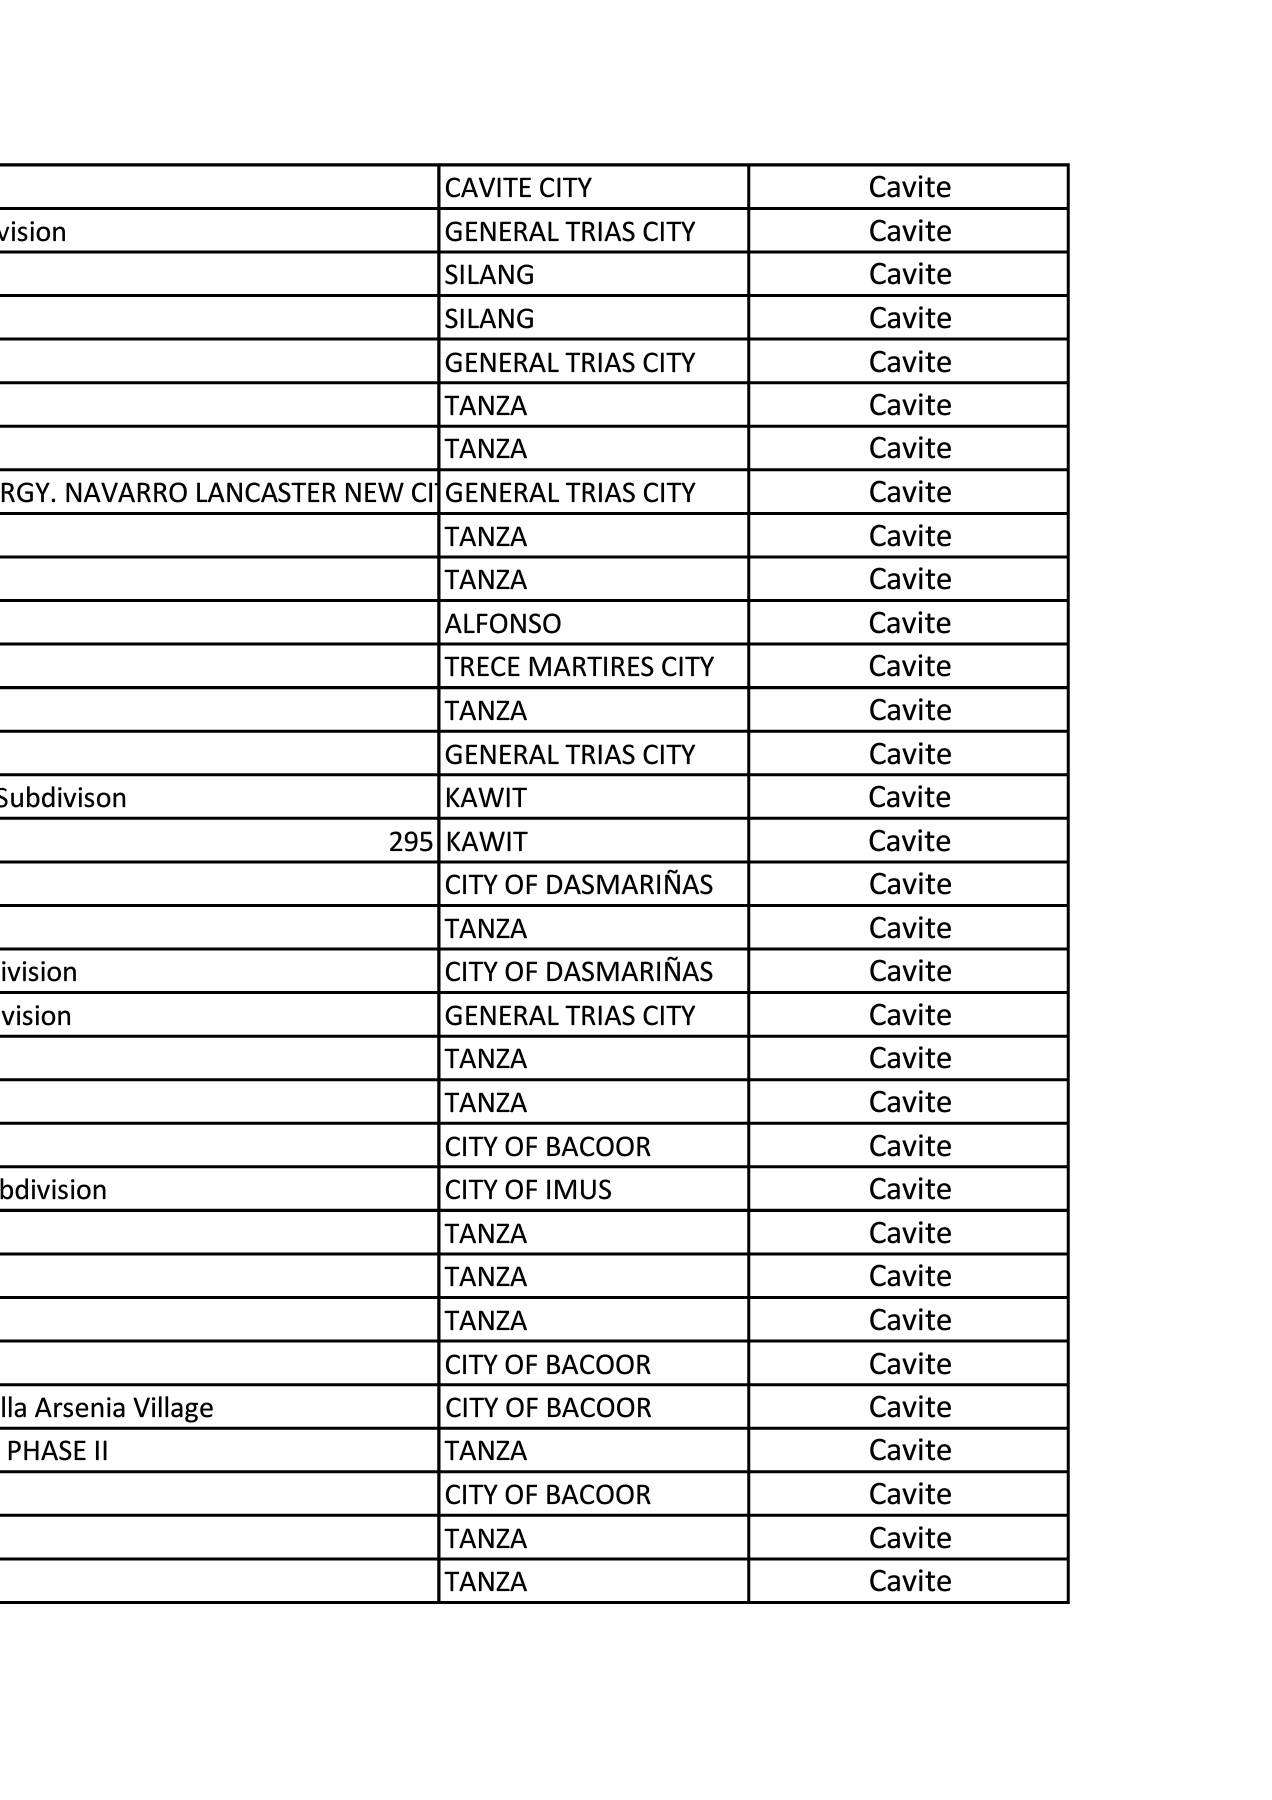 CAVITE CITY Cavite
vision GENERAL TRIAS CITY Cavite
SILANG Cavite
SILANG Cavite
GENERAL TRIAS CITY Cavite
TANZA Cavite
TANZA Cavite
RGY. NAVARRO LANCASTER NEW CIT GENERAL TRIAS CITY Cavite
TANZA Cavite
TANZA Cavite
ALFONSO Cavite
TRECE MARTIRES CITY Cavite
TANZA Cavite
GENERAL TRIAS CITY Cavite
Subdivison KAWIT Cavite
295 KAWIT Cavite
CITY OF DASMARIÑAS Cavite
TANZA Cavite
ivision CITY OF DASMARIÑAS Cavite
vision GENERAL TRIAS CITY Cavite
TANZA Cavite
TANZA Cavite
CITY OF BACOOR Cavite
bdivision CITY OF IMUS Cavite
TANZA Cavite
TANZA Cavite
TANZA Cavite
CITY OF BACOOR Cavite
lla Arsenia Village CITY OF BACOOR Cavite
PHASE II TANZA Cavite
CITY OF BACOOR Cavite
TANZA Cavite
TANZA Cavite